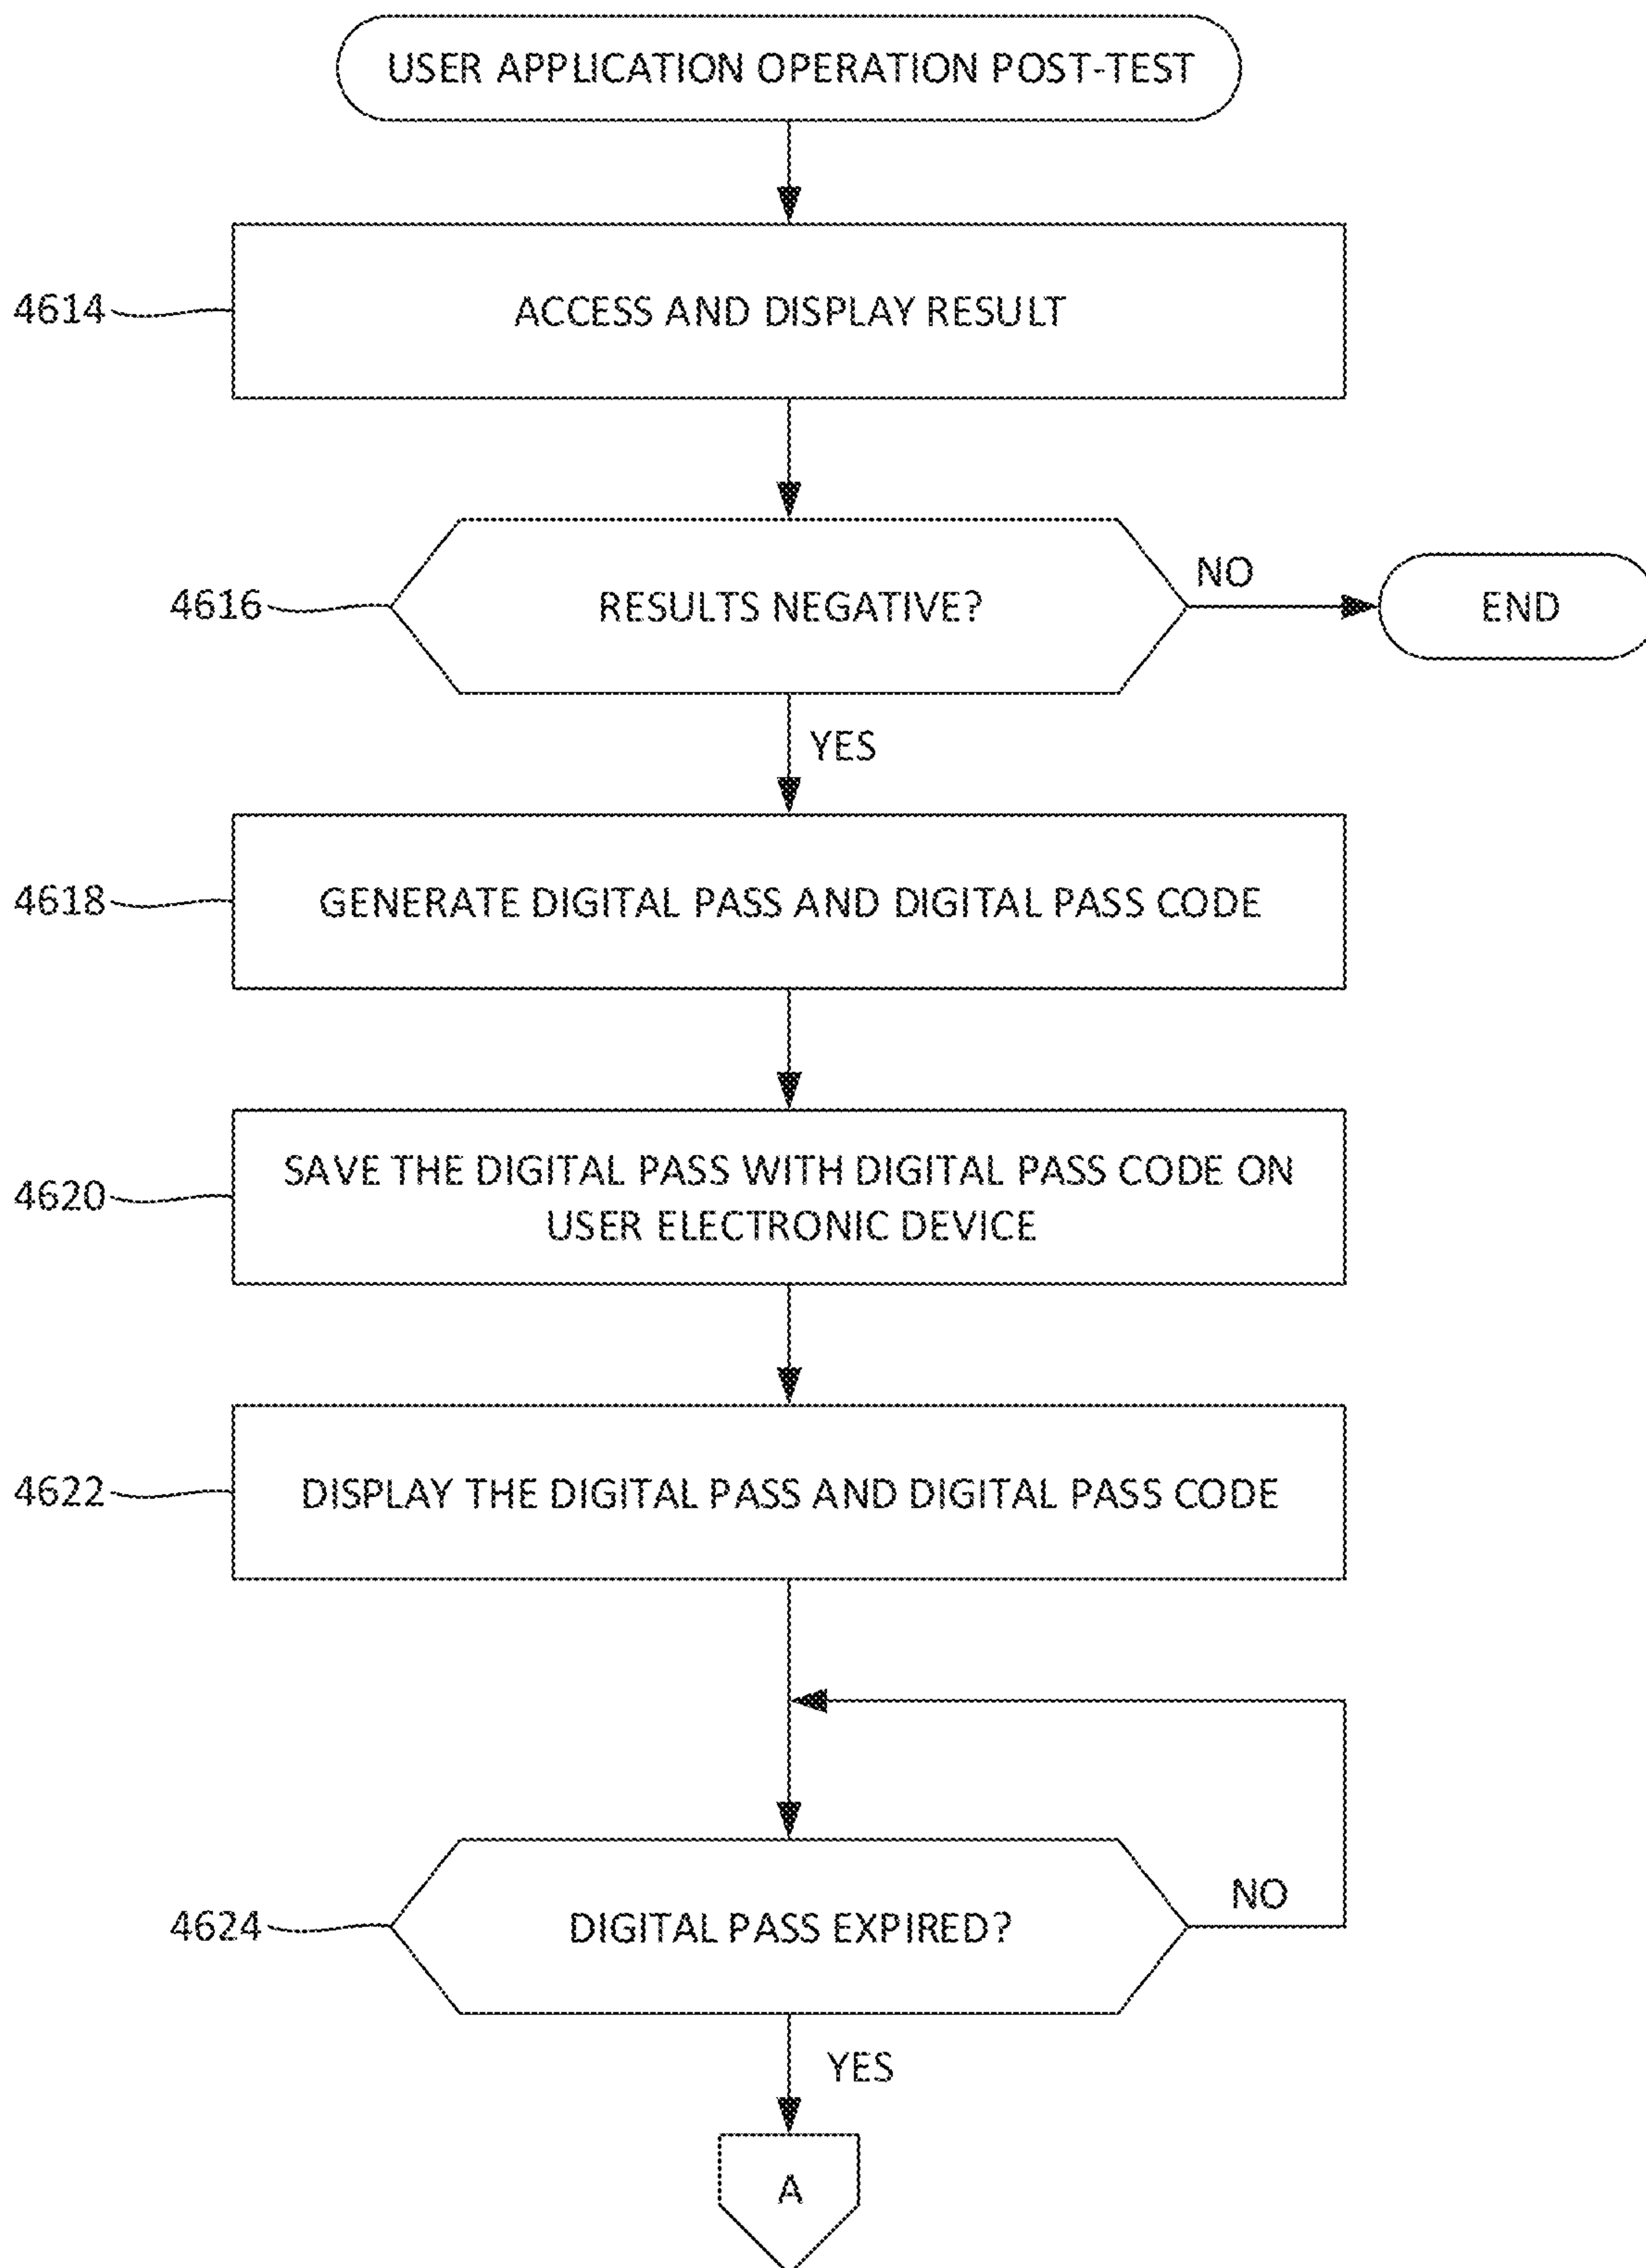 USER APPLICATION OPERATION POST-TEST
4614
ACCESS AND DISPLAY RESULT
4616
RESULTS NEGATIVE?
NO
END
YES
4618
GENERATE DIGITAL PASS AND DIGITAL PASS CODE
4620
SAVE THE DIGITAL PASS WITH DIGITAL PASS CODE ON
USER ELECTRONIC DEVICE
4622
DISPLAY THE DIGITAL PASS AND DIGITAL PASS CODE
4624
DIGITAL PASS EXPIRED?
NO
YES
A